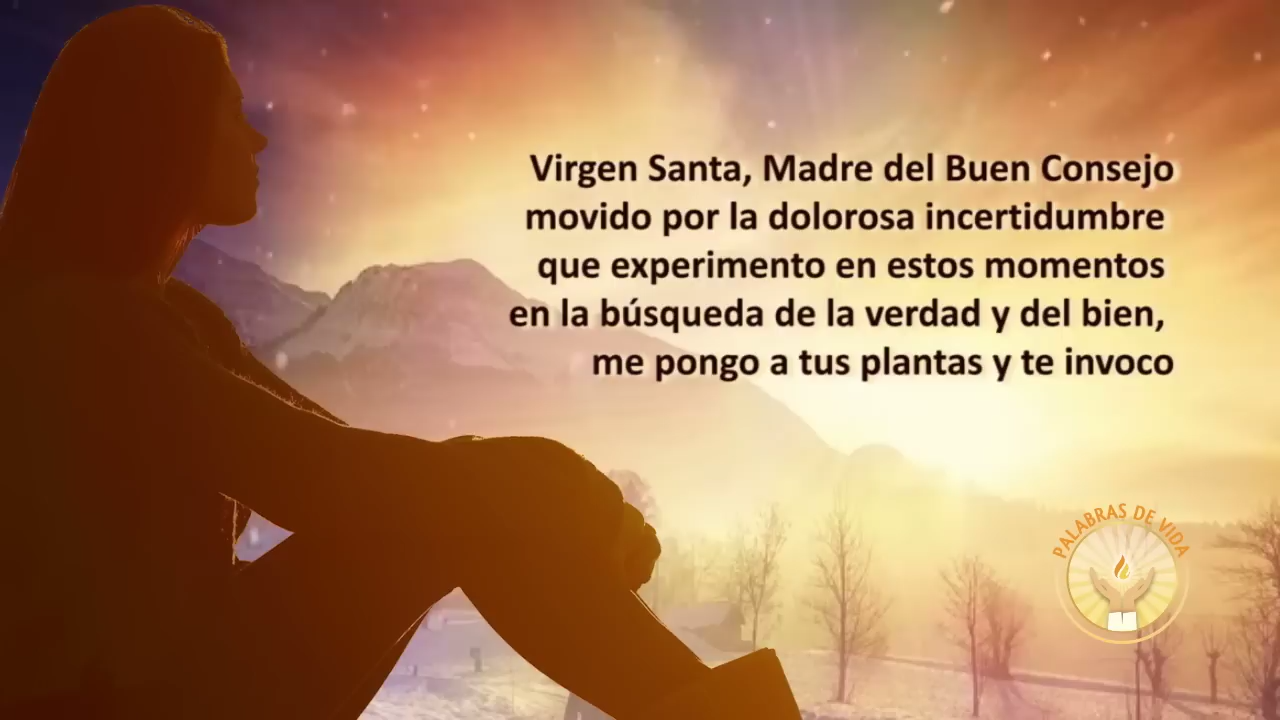 Virgen Santa, Madre del Buen Consejo
movido por la dolorosa incertidumbre
que experimento en estos momentos
en la búsqueda de la verdad y del bien,
me pongo a tus plantas y te invoco
PALABRAS DE VIDA